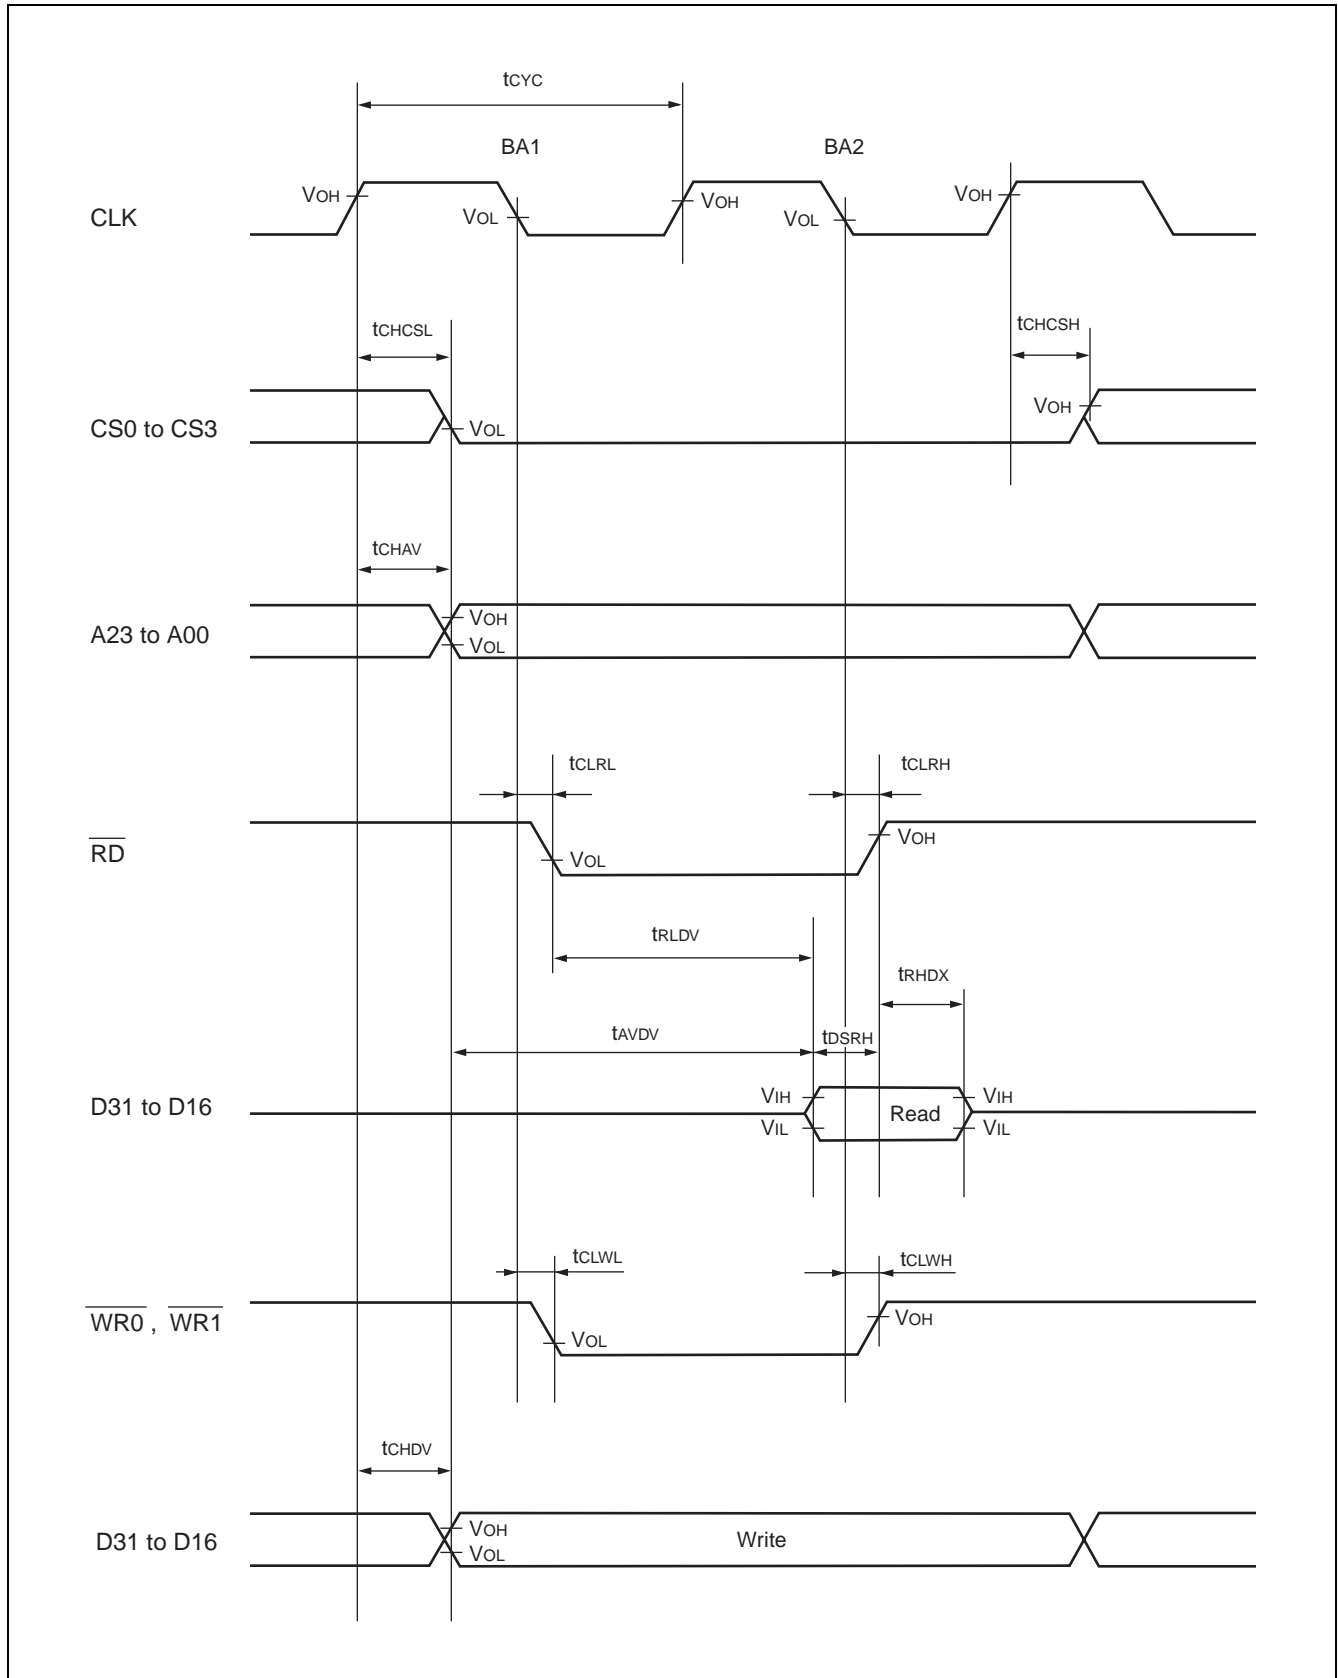 tCYC
BA1
BA2
CLK
VOH
VOL
VOH
VOL
VOH
tCHCSL
tCHCSH
CS0 to CS3
VOL
VOH
tCHAV
A23 to A00
VOH
VOL
tCLRL
tCLRH
RD
VOL
VOH
tRLDV
tRHDX
tAVDV
tDSRH
D31 to D16
VIH
VIL
Read
VIH
VIL
tCLWL
tCLWH
WR0 , WR1
VOL
VOH
tCHDV
D31 to D16
VOH
VOL
Write